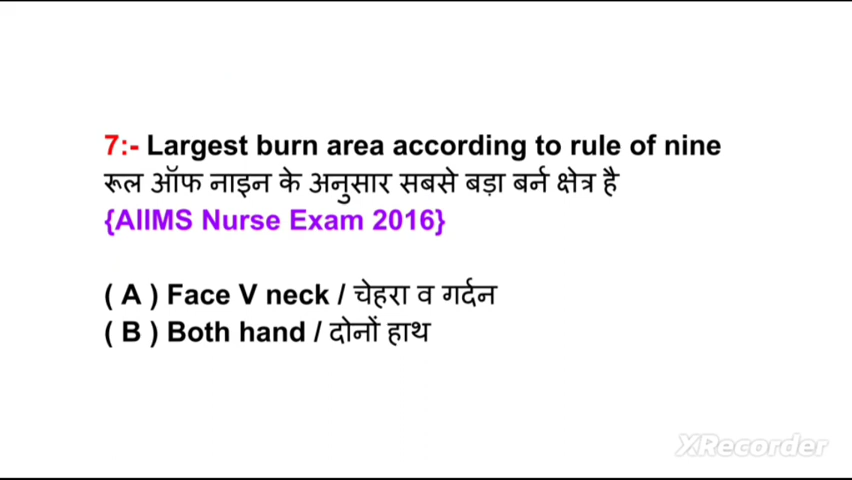 7:- Largest burn area according to rule of nine
रूल ऑफ नाइन के अनुसार सबसे बड़ा बर्न क्षेत्र है
{AIIMS Nurse Exam 2016}
( A ) Face V neck / चेहरा व गर्दन
( B ) Both hand / दोनों हाथ
XRecorder